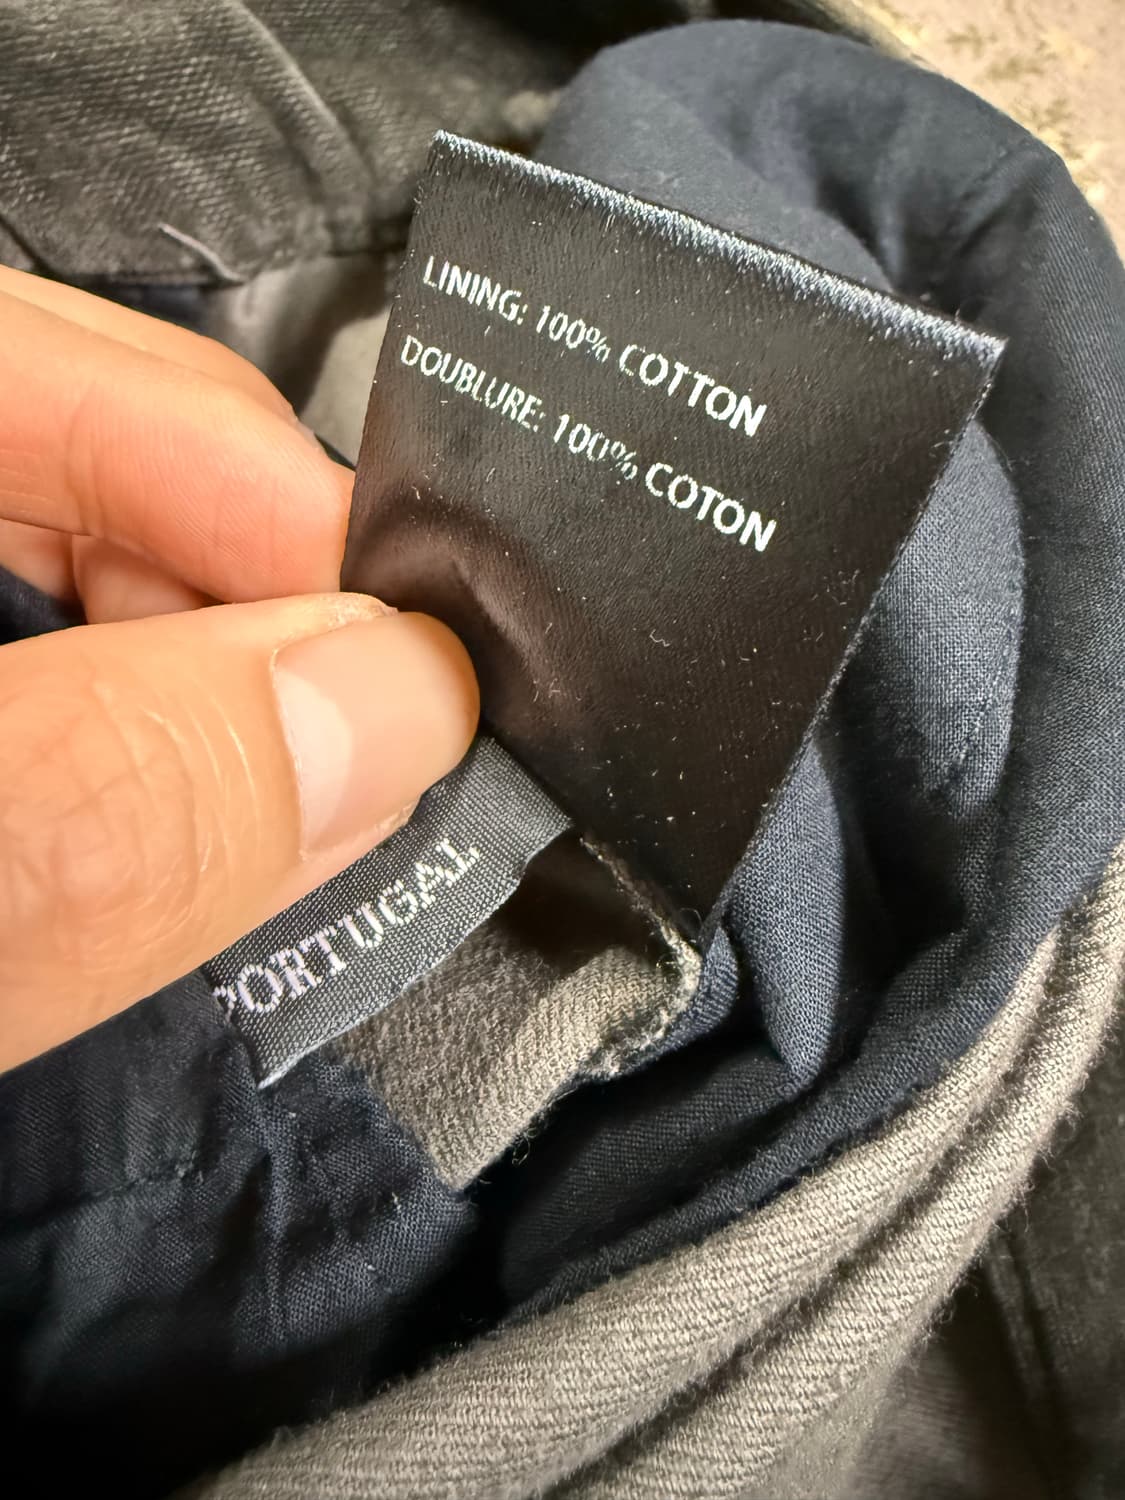 LINING: 100% COTTON
DOUBLURE: 100% COTON
PORTUGAL